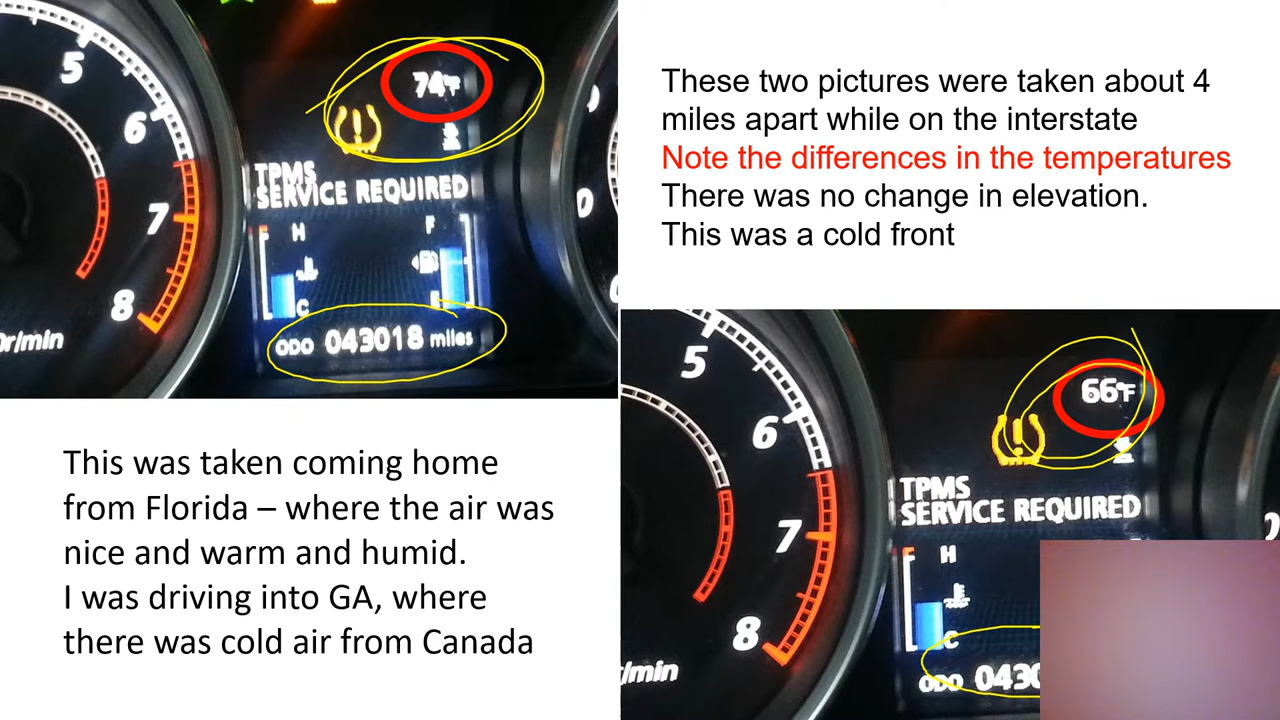 5
6
7
8
0r/min
74°F
TPMS
SERVICE REQUIRED
H
F
C
E
ODO 043018 miles
0
These two pictures were taken about 4
miles apart while on the interstate
Note the differences in the temperatures
There was no change in elevation.
This was a cold front
This was taken coming home
from Florida – where the air was
nice and warm and humid.
I was driving into GA, where
there was cold air from Canada
5
6
7
8
/min
66°F
TPMS
SERVICE REQUIRED
H
C
ODO 0430